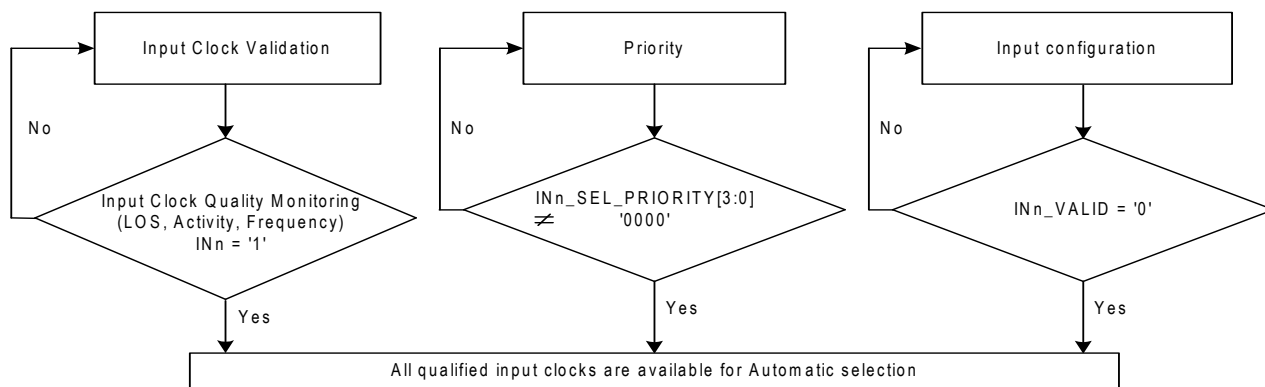 Input Clock Validation
Priority
Input configuration
No
No
No
Input Clock Quality Monitoring
(LOS, Activity, Frequency)
INn = '1'
INn_SEL_PRIORITY[3:0]
≠ '0000'
INn_VALID = '0'
Yes
Yes
Yes
All qualified input clocks are available for Automatic selection